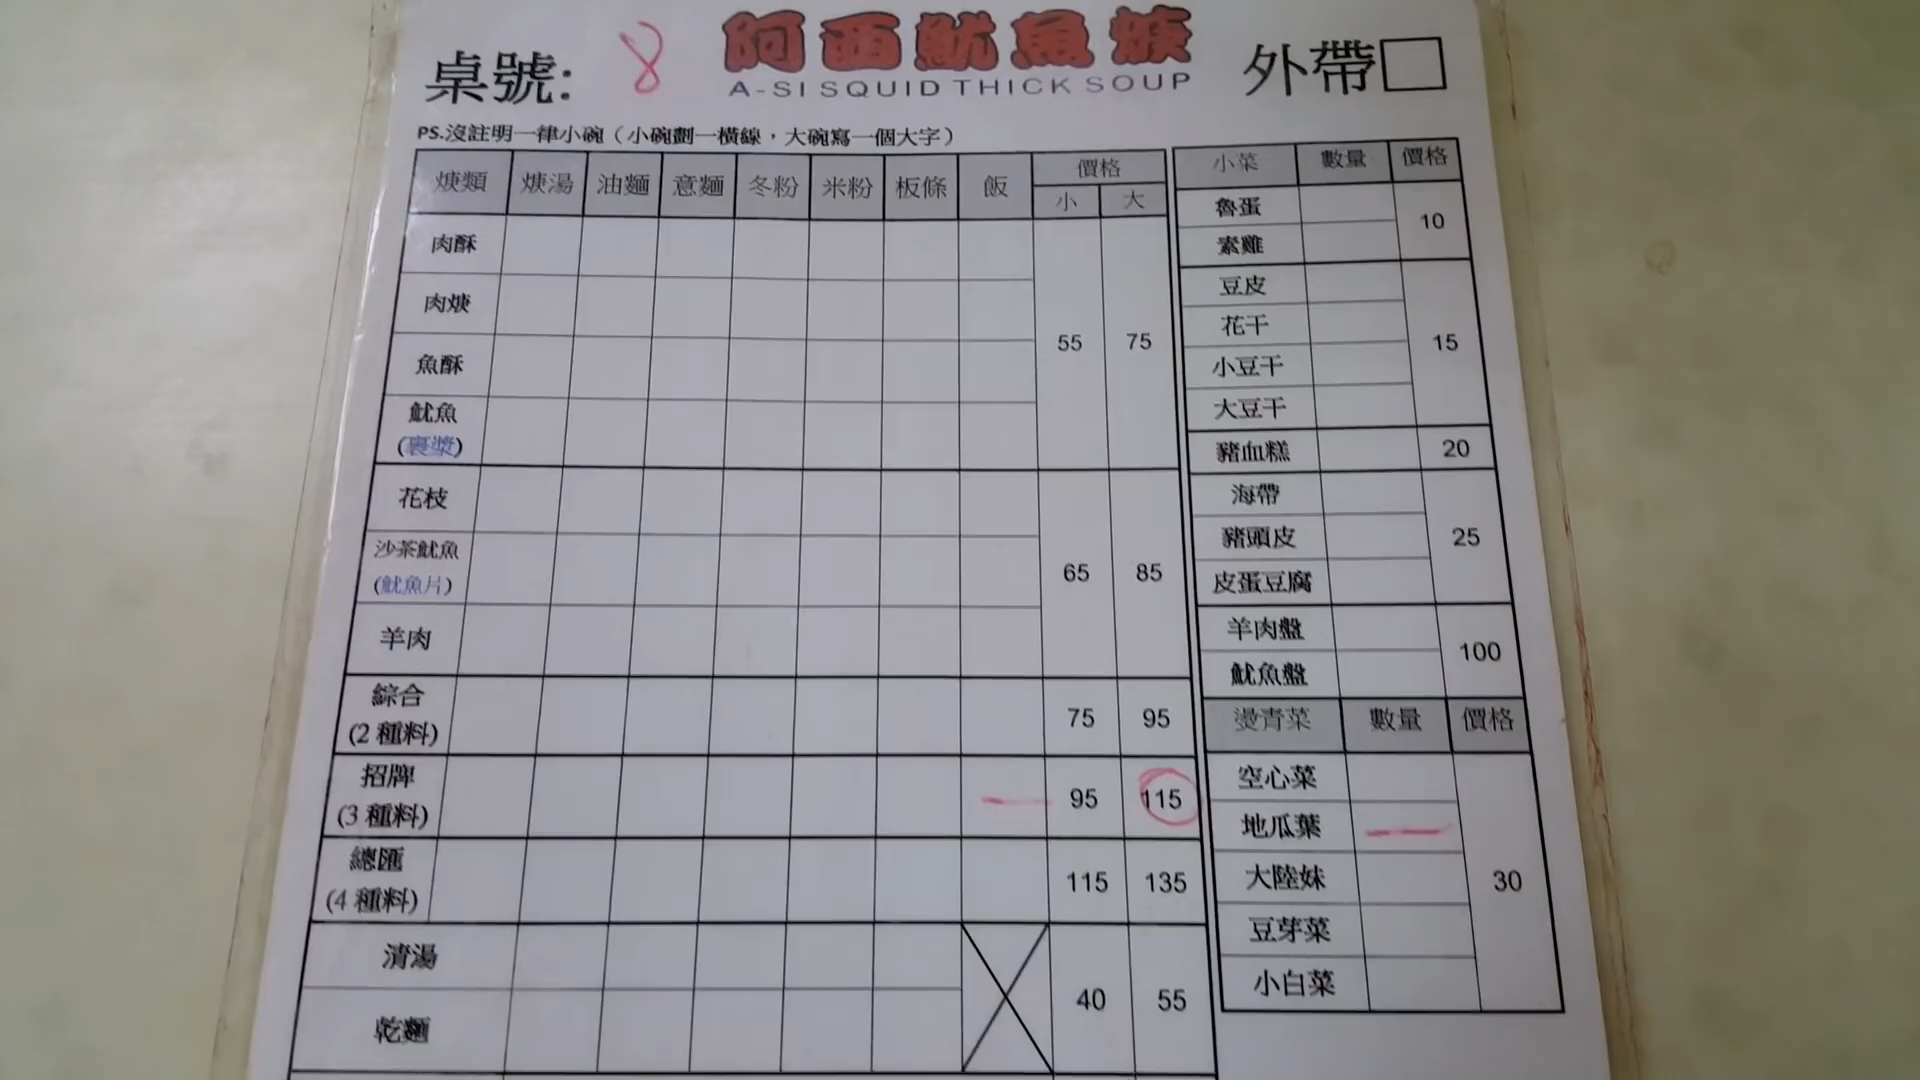 桌號: 8
阿西魷魚焿
A-SI SQUID THICK SOUP
外帶
PS.沒註明一律小碗（小碗劃一橫線，大碗寫一個大字）
焿類 焿湯 油麵 意麵 冬粉 米粉 板條 飯 價格
小 大
肉酥
肉焿
魚酥
魷魚
(裹漿)
55 75
花枝
沙茶魷魚
(魷魚片)
羊肉
65 85
綜合
(2 種料)
75 95
招牌
(3 種料)
95 115
總匯
(4 種料)
115 135
清湯
乾麵
40 55
小菜 數量 價格
魯蛋
素雞
10
豆皮
花干
小豆干
大豆干
15
豬血糕 20
海帶
豬頭皮
皮蛋豆腐
25
羊肉盤
魷魚盤
100
燙青菜 數量 價格
空心菜
地瓜葉
大陸妹
豆芽菜
小白菜
30